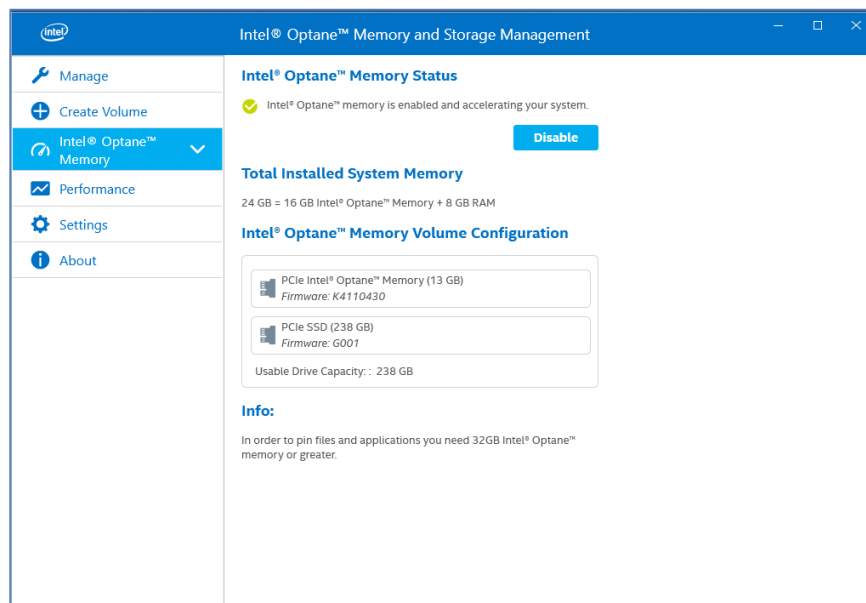 intel
Intel® Optane™ Memory and Storage Management
Manage
Create Volume
Intel® Optane™
Memory
Performance
Settings
About
Intel® Optane™ Memory Status
Intel® Optane™ memory is enabled and accelerating your system.
Disable
Total Installed System Memory
24 GB = 16 GB Intel® Optane™ Memory + 8 GB RAM
Intel® Optane™ Memory Volume Configuration
PCIe Intel® Optane™ Memory (13 GB)
Firmware: K4110430
PCIe SSD (238 GB)
Firmware: G001
Usable Drive Capacity: : 238 GB
Info:
In order to pin files and applications you need 32GB Intel® Optane™
memory or greater.